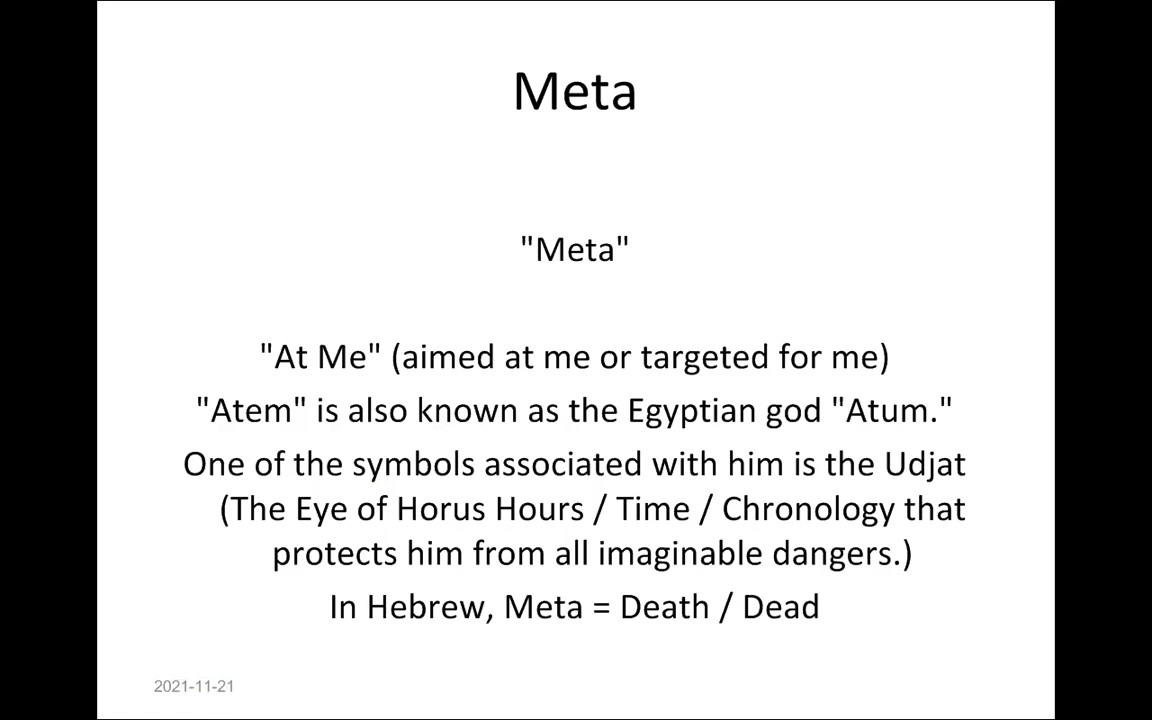 Meta
"Meta"
"At Me" (aimed at me or targeted for me)
"Atem" is also known as the Egyptian god "Atum."
One of the symbols associated with him is the Udjat
(The Eye of Horus Hours / Time / Chronology that
protects him from all imaginable dangers.)
In Hebrew, Meta = Death / Dead
2021-11-21